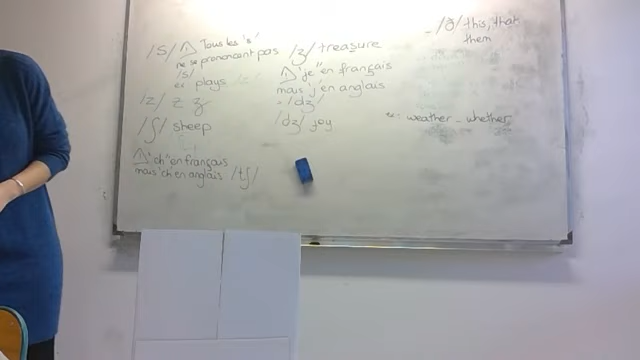 /S/ ⚠ Tous les "s"
ne se prononcent pas
/S/
ex plays
/z/ z
/ʃ/ sheep
⚠ "ch" en français
mais "ch en anglais /tʃ/
/ʒ/ treasure
⚠ "je" en français
mais "j" en anglais
= /dʒ/
/dʒ/ joy
- /ð/ this, that
them
weather - whether